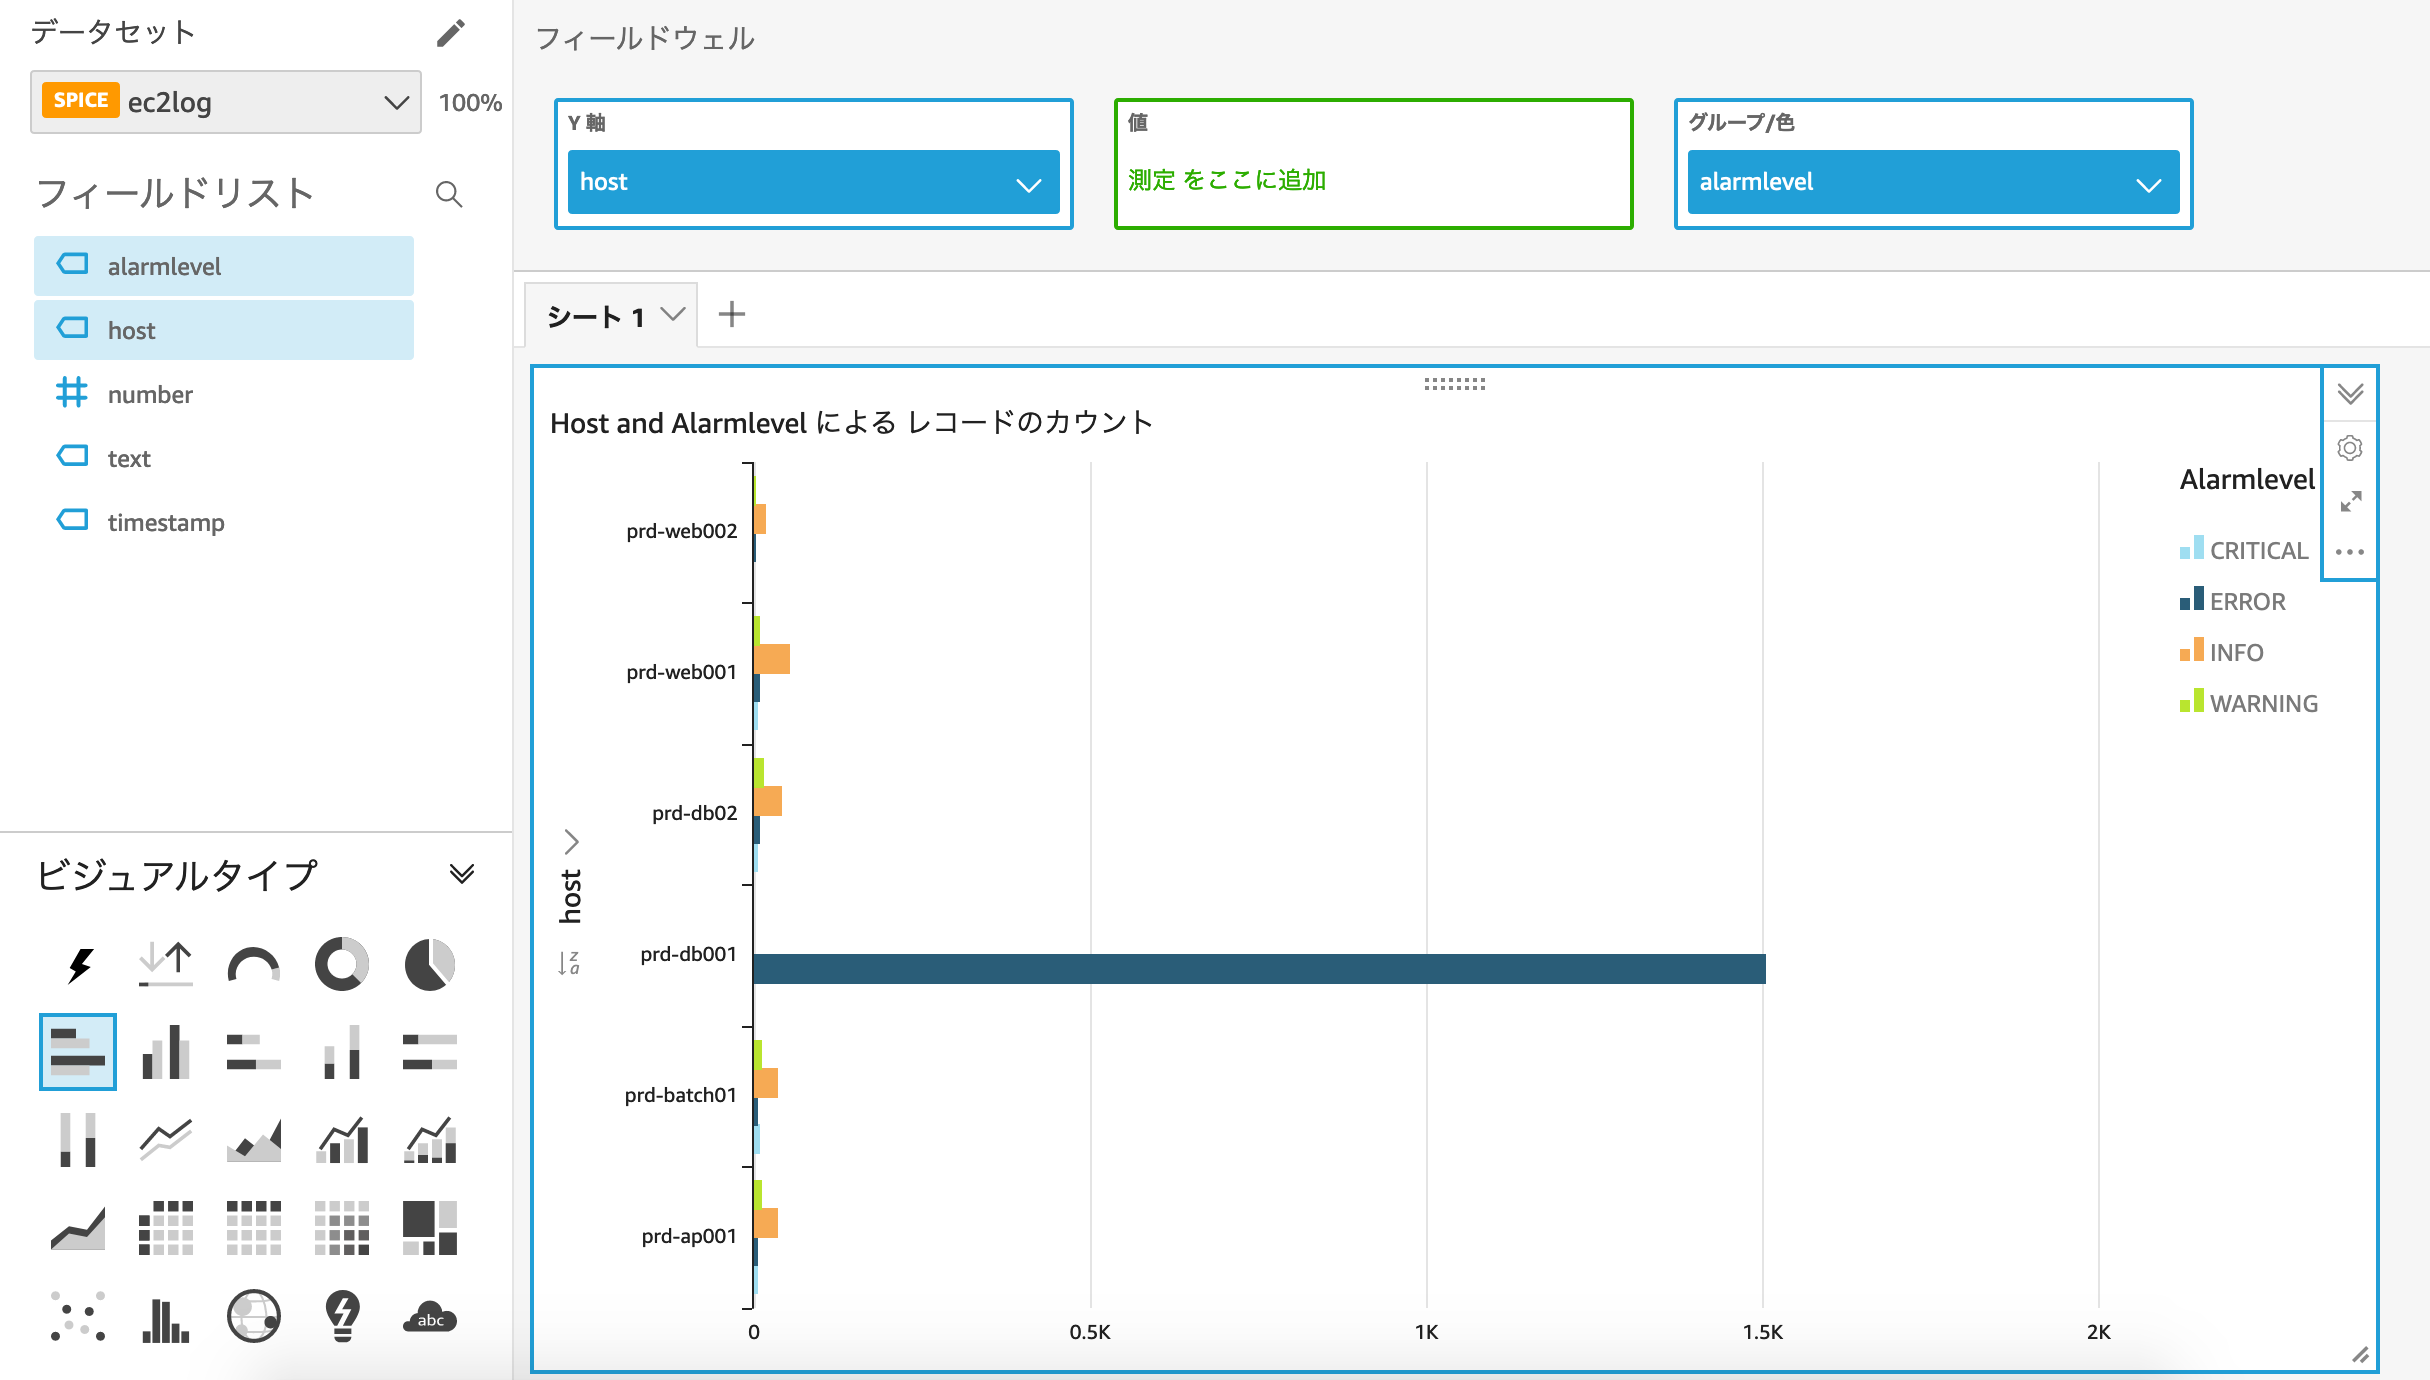 データセット
SPICE ec2log 100%
フィールドリスト
alarmlevel
host
number
text
timestamp
ビジュアルタイプ
abc
フィールドウェル
Y 軸
host
値
測定 をここに追加
グループ/色
alarmlevel
シート 1
Host and Alarmlevel による レコードのカウント
host
z
a
prd-web002
prd-web001
prd-db02
prd-db001
prd-batch01
prd-ap001
0 0.5K 1K 1.5K 2K
Alarmlevel
CRITICAL
ERROR
INFO
WARNING